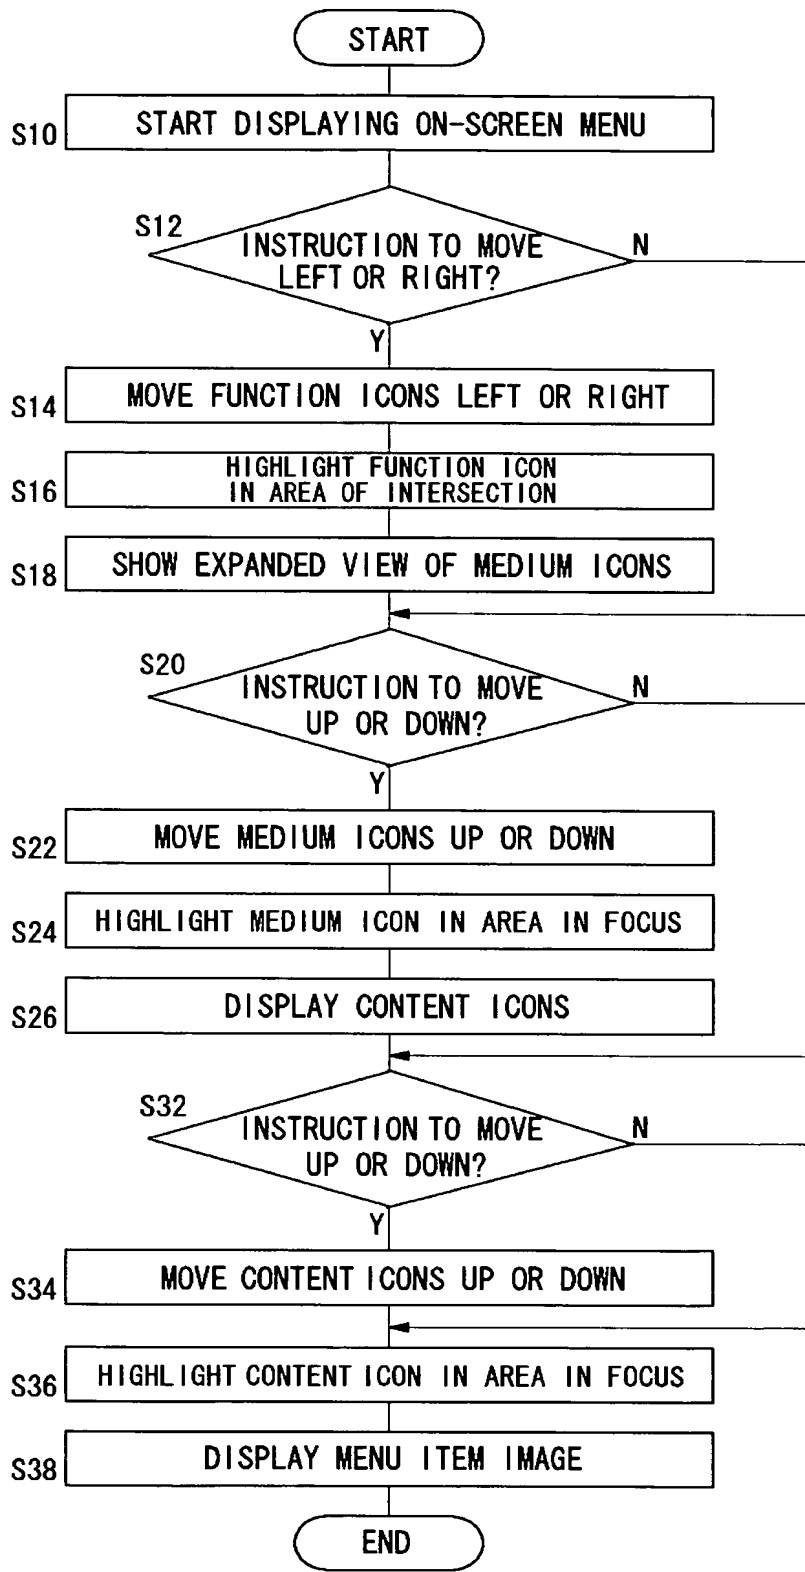 START
S10
START DISPLAYING ON-SCREEN MENU
S12
INSTRUCTION TO MOVE
LEFT OR RIGHT?
N
Y
S14
MOVE FUNCTION ICONS LEFT OR RIGHT
S16
HIGHLIGHT FUNCTION ICON
IN AREA OF INTERSECTION
S18
SHOW EXPANDED VIEW OF MEDIUM ICONS
S20
INSTRUCTION TO MOVE
UP OR DOWN?
N
Y
S22
MOVE MEDIUM ICONS UP OR DOWN
S24
HIGHLIGHT MEDIUM ICON IN AREA IN FOCUS
S26
DISPLAY CONTENT ICONS
S32
INSTRUCTION TO MOVE
UP OR DOWN?
N
Y
S34
MOVE CONTENT ICONS UP OR DOWN
S36
HIGHLIGHT CONTENT ICON IN AREA IN FOCUS
S38
DISPLAY MENU ITEM IMAGE
END